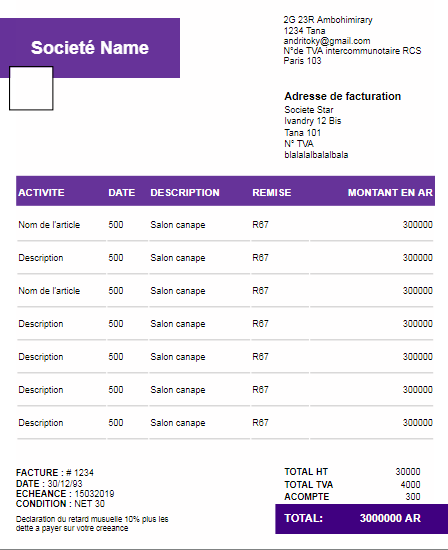 Societé Name
2G 23R Ambohimirary
1234 Tana
andritoky@gmail.com
N°de TVA intercommunotaire RCS
Paris 103
Adresse de facturation
Societe Star
Ivandry 12 Bis
Tana 101
N° TVA
blalalalbalalbala
ACTIVITE DATE DESCRIPTION REMISE MONTANT EN AR
Nom de l'article 500 Salon canape R67 300000
Description 500 Salon canape R67 300000
Nom de l'article 500 Salon canape R67 300000
Description 500 Salon canape R67 300000
Description 500 Salon canape R67 300000
Description 500 Salon canape R67 300000
Description 500 Salon canape R67 300000
FACTURE : # 1234
DATE : 30/12/93
ECHEANCE : 15032019
CONDITION : NET 30
Declaration du retard musuelle 10% plus les
dette a payer sur votre creeance
TOTAL HT 30000
TOTAL TVA 4000
ACOMPTE 300
TOTAL: 3000000 AR